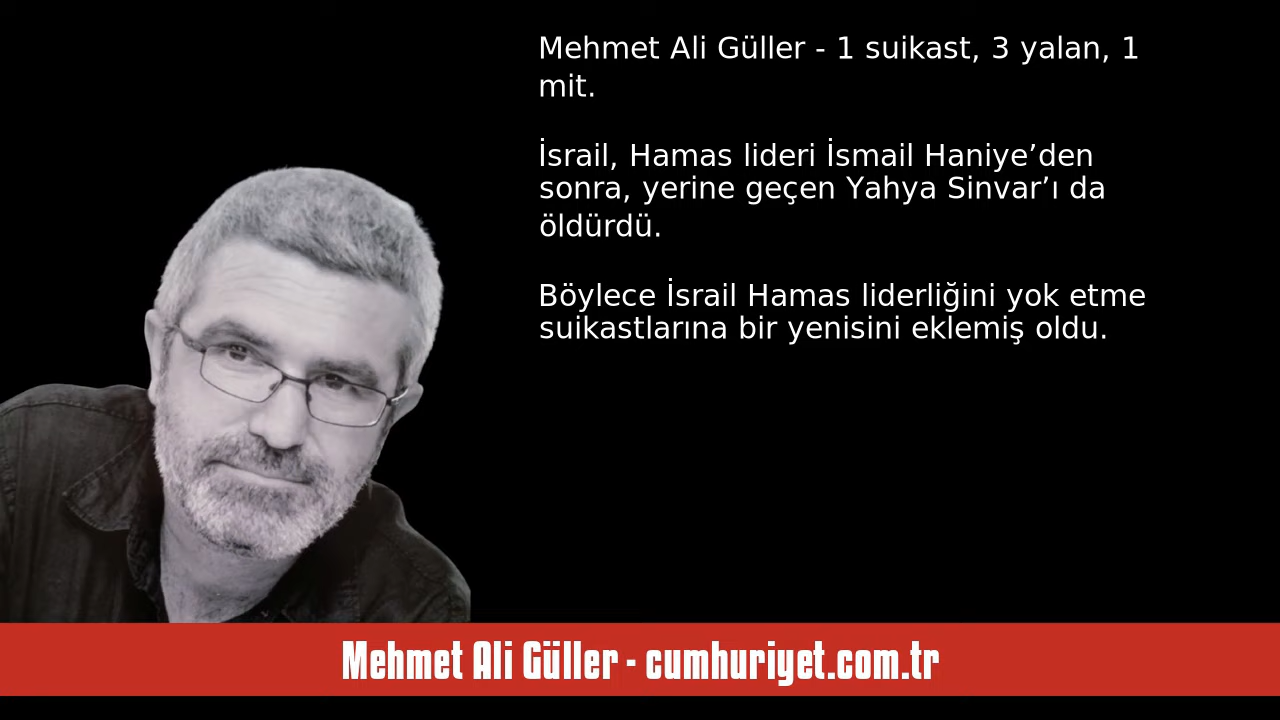 Mehmet Ali Güller - 1 suikast, 3 yalan, 1
mit.
İsrail, Hamas lideri İsmail Haniye’den
sonra, yerine geçen Yahya Sinvar’ı da
öldürdü.
Böylece İsrail Hamas liderliğini yok etme
suikastlarına bir yenisini eklemiş oldu.
Mehmet Ali Güller - cumhuriyet.com.tr